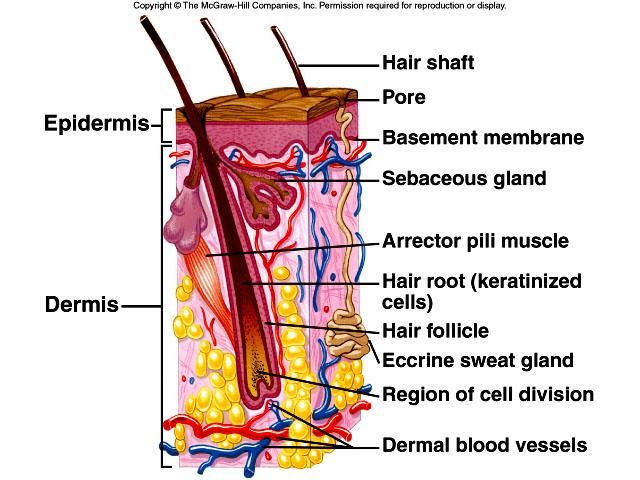 Copyright © The McGraw-Hill Companies, Inc. Permission required for reproduction or display.
Hair shaft
Pore
Epidermis
Basement membrane
Sebaceous gland
Arrector pili muscle
Hair root (keratinized
cells)
Dermis
Hair follicle
Eccrine sweat gland
Region of cell division
Dermal blood vessels